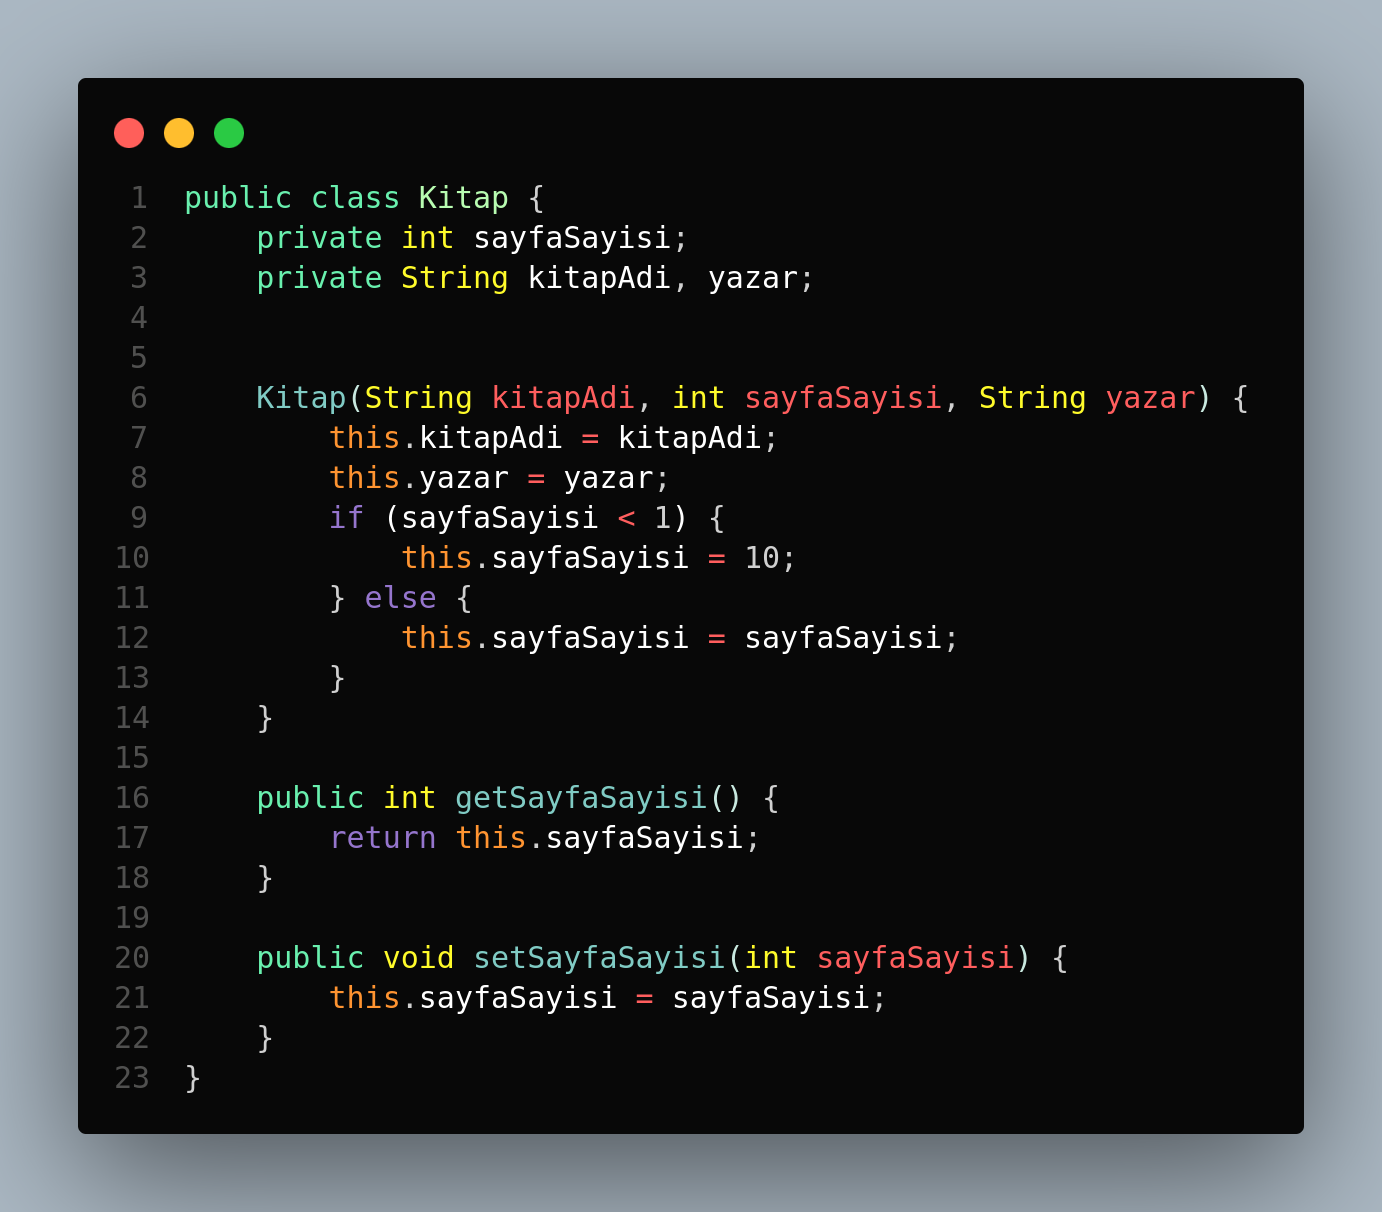 1 public class Kitap {
2     private int sayfaSayisi;
3     private String kitapAdi, yazar;
4
5
6     Kitap(String kitapAdi, int sayfaSayisi, String yazar) {
7         this.kitapAdi = kitapAdi;
8         this.yazar = yazar;
9         if (sayfaSayisi < 1) {
10             this.sayfaSayisi = 10;
11         } else {
12             this.sayfaSayisi = sayfaSayisi;
13         }
14     }
15
16     public int getSayfaSayisi() {
17         return this.sayfaSayisi;
18     }
19
20     public void setSayfaSayisi(int sayfaSayisi) {
21         this.sayfaSayisi = sayfaSayisi;
22     }
23 }